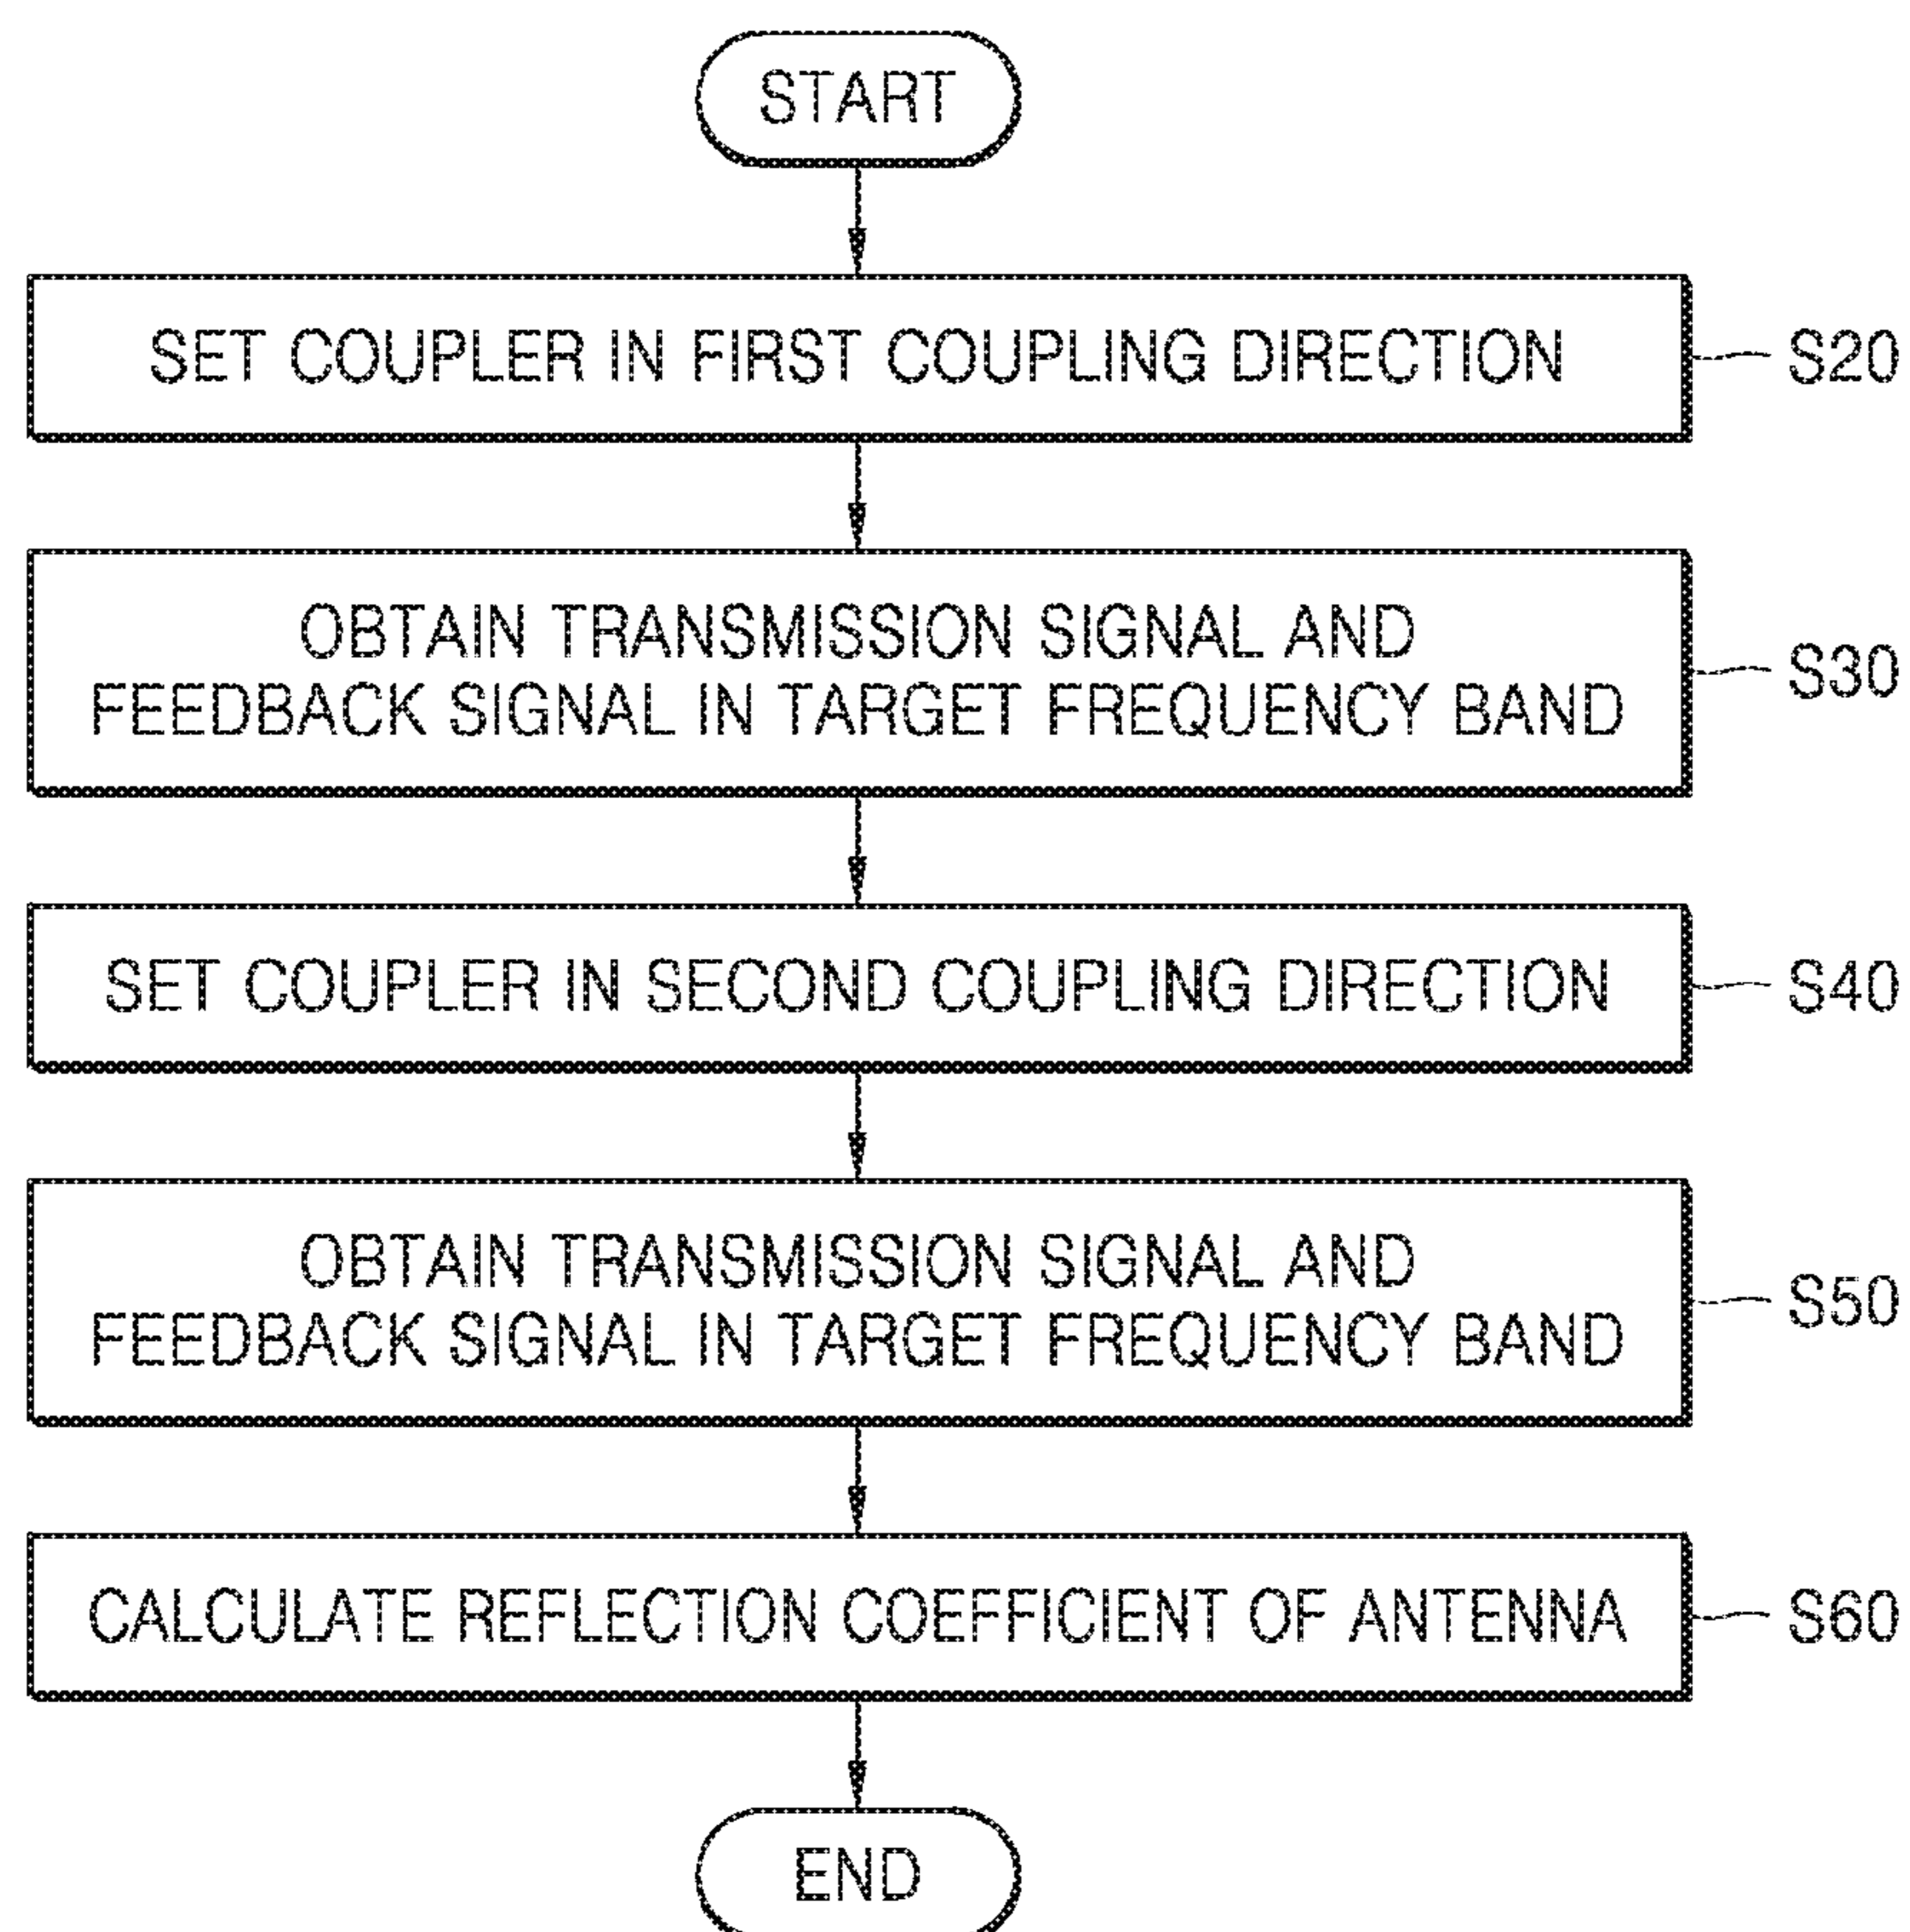 START
SET COUPLER IN FIRST COUPLING DIRECTION
S20
OBTAIN TRANSMISSION SIGNAL AND
FEEDBACK SIGNAL IN TARGET FREQUENCY BAND
S30
SET COUPLER IN SECOND COUPLING DIRECTION
S40
OBTAIN TRANSMISSION SIGNAL AND
FEEDBACK SIGNAL IN TARGET FREQUENCY BAND
S50
CALCULATE REFLECTION COEFFICIENT OF ANTENNA
S60
END